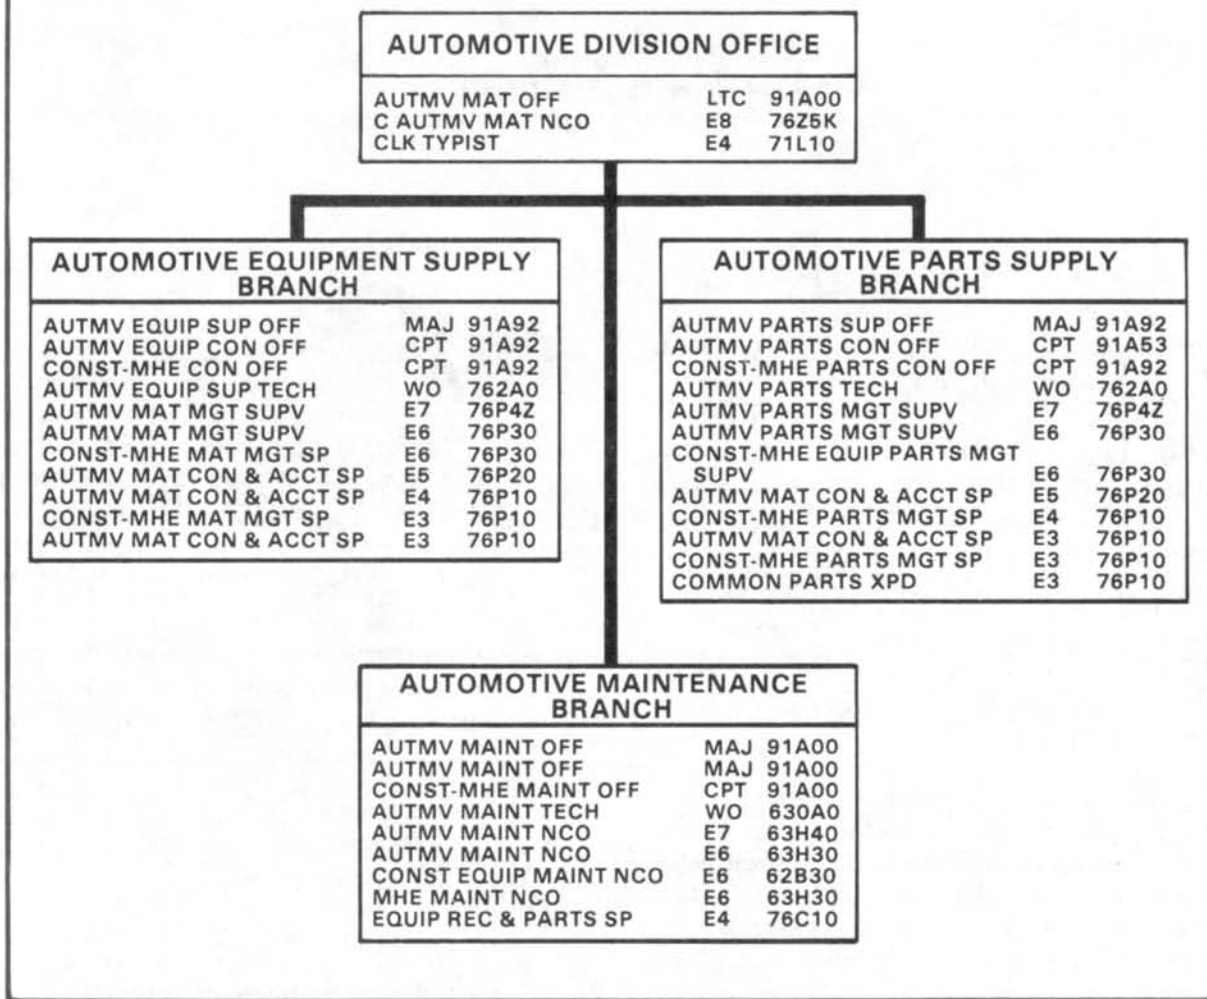 AUTOMOTIVE DIVISION OFFICE
AUTMV MAT OFF LTC 91A00
C AUTMV MAT NCO E8 76Z5K
CLK TYPIST E4 71L10
AUTOMOTIVE EQUIPMENT SUPPLY
BRANCH
AUTMV EQUIP SUP OFF MAJ 91A92
AUTMV EQUIP CON OFF CPT 91A92
CONST-MHE CON OFF CPT 91A92
AUTMV EQUIP SUP TECH WO 762A0
AUTMV MAT MGT SUPV E7 76P4Z
AUTMV MAT MGT SUPV E6 76P30
CONST-MHE MAT MGT SP E6 76P30
AUTMV MAT CON & ACCT SP E5 76P20
AUTMV MAT CON & ACCT SP E4 76P10
CONST-MHE MAT MGT SP E3 76P10
AUTMV MAT CON & ACCT SP E3 76P10
AUTOMOTIVE PARTS SUPPLY
BRANCH
AUTMV PARTS SUP OFF MAJ 91A92
AUTMV PARTS CON OFF CPT 91A53
CONST-MHE PARTS CON OFF CPT 91A92
AUTMV PARTS TECH WO 762A0
AUTMV PARTS MGT SUPV E7 76P4Z
AUTMV PARTS MGT SUPV E6 76P30
CONST-MHE EQUIP PARTS MGT
SUPV E6 76P30
AUTMV MAT CON & ACCT SP E5 76P20
CONST-MHE PARTS MGT SP E4 76P10
AUTMV MAT CON & ACCT SP E3 76P10
CONST-MHE PARTS MGT SP E3 76P10
COMMON PARTS XPD E3 76P10
AUTOMOTIVE MAINTENANCE
BRANCH
AUTMV MAINT OFF MAJ 91A00
AUTMV MAINT OFF MAJ 91A00
CONST-MHE MAINT OFF CPT 91A00
AUTMV MAINT TECH WO 630A0
AUTMV MAINT NCO E7 63H40
AUTMV MAINT NCO E6 63H30
CONST EQUIP MAINT NCO E6 62B30
MHE MAINT NCO E6 63H30
EQUIP REC & PARTS SP E4 76C10